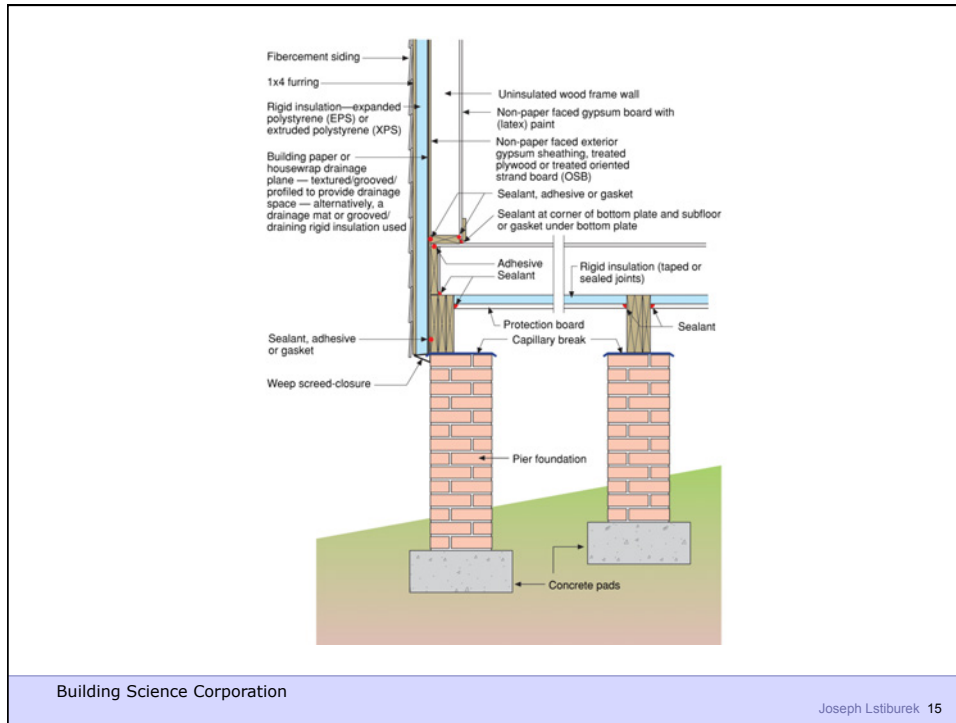 Fibercement siding
1x4 furring
Rigid insulation—expanded
polystyrene (EPS) or
extruded polystyrene (XPS)
Building paper or
housewrap drainage
plane — textured/grooved/
profiled to provide drainage
space — alternatively, a
drainage mat or grooved/
draining rigid insulation used
Uninsulated wood frame wall
Non-paper faced gypsum board with
(latex) paint
Non-paper faced exterior
gypsum sheathing, treated
plywood or treated oriented
strand board (OSB)
Sealant, adhesive or gasket
Sealant at corner of bottom plate and subfloor
or gasket under bottom plate
Adhesive
Sealant
Rigid insulation (taped or
sealed joints)
Protection board
Sealant
Capillary break
Sealant, adhesive
or gasket
Weep screed-closure
Pier foundation
Concrete pads
Building Science Corporation
Joseph Lstiburek 15